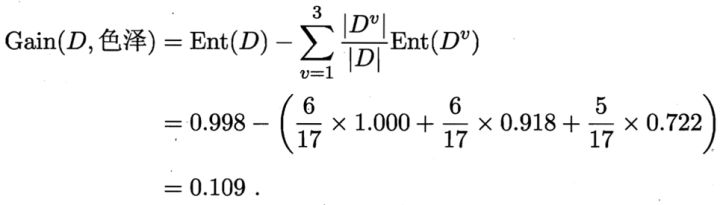 Gain(D, 色泽) = Ent(D) − ∑_{v=1}^{3} |D^v|/|D| Ent(D^v)
= 0.998 − (6/17 × 1.000 + 6/17 × 0.918 + 5/17 × 0.722)
= 0.109 .